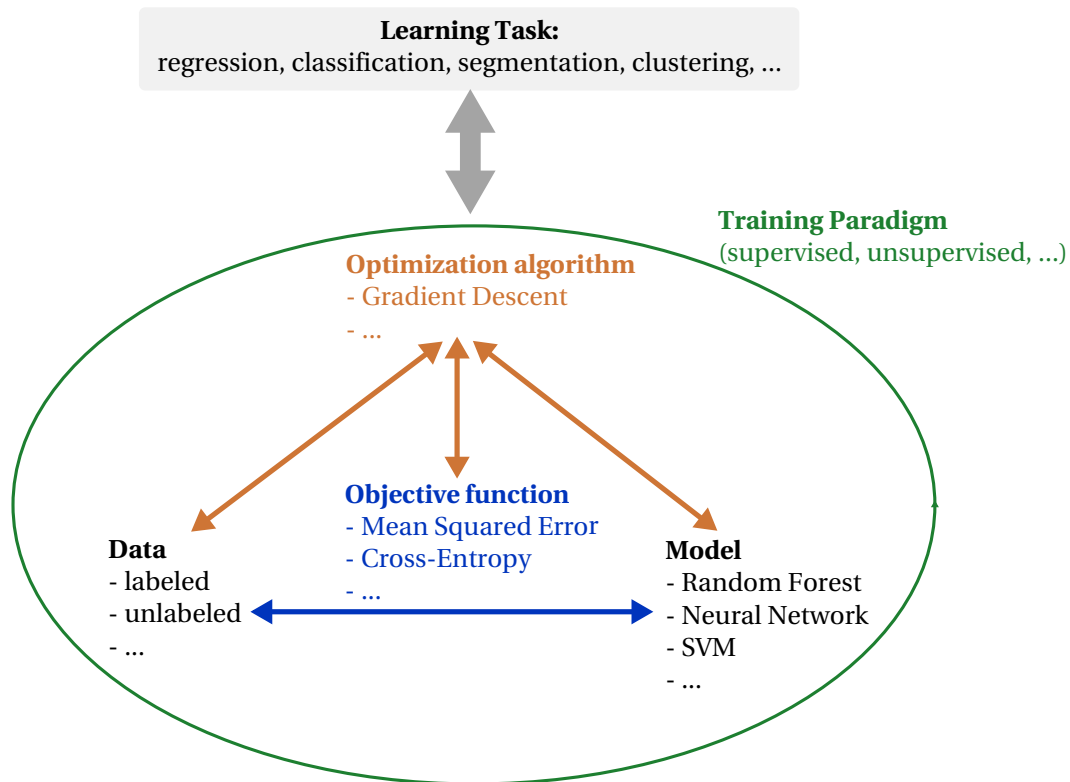 Learning Task:
regression, classification, segmentation, clustering, ...
Training Paradigm
(supervised, unsupervised, ...)
Optimization algorithm
- Gradient Descent
- ...
Objective function
- Mean Squared Error
- Cross-Entropy
- ...
Data
- labeled
- unlabeled
- ...
Model
- Random Forest
- Neural Network
- SVM
- ...